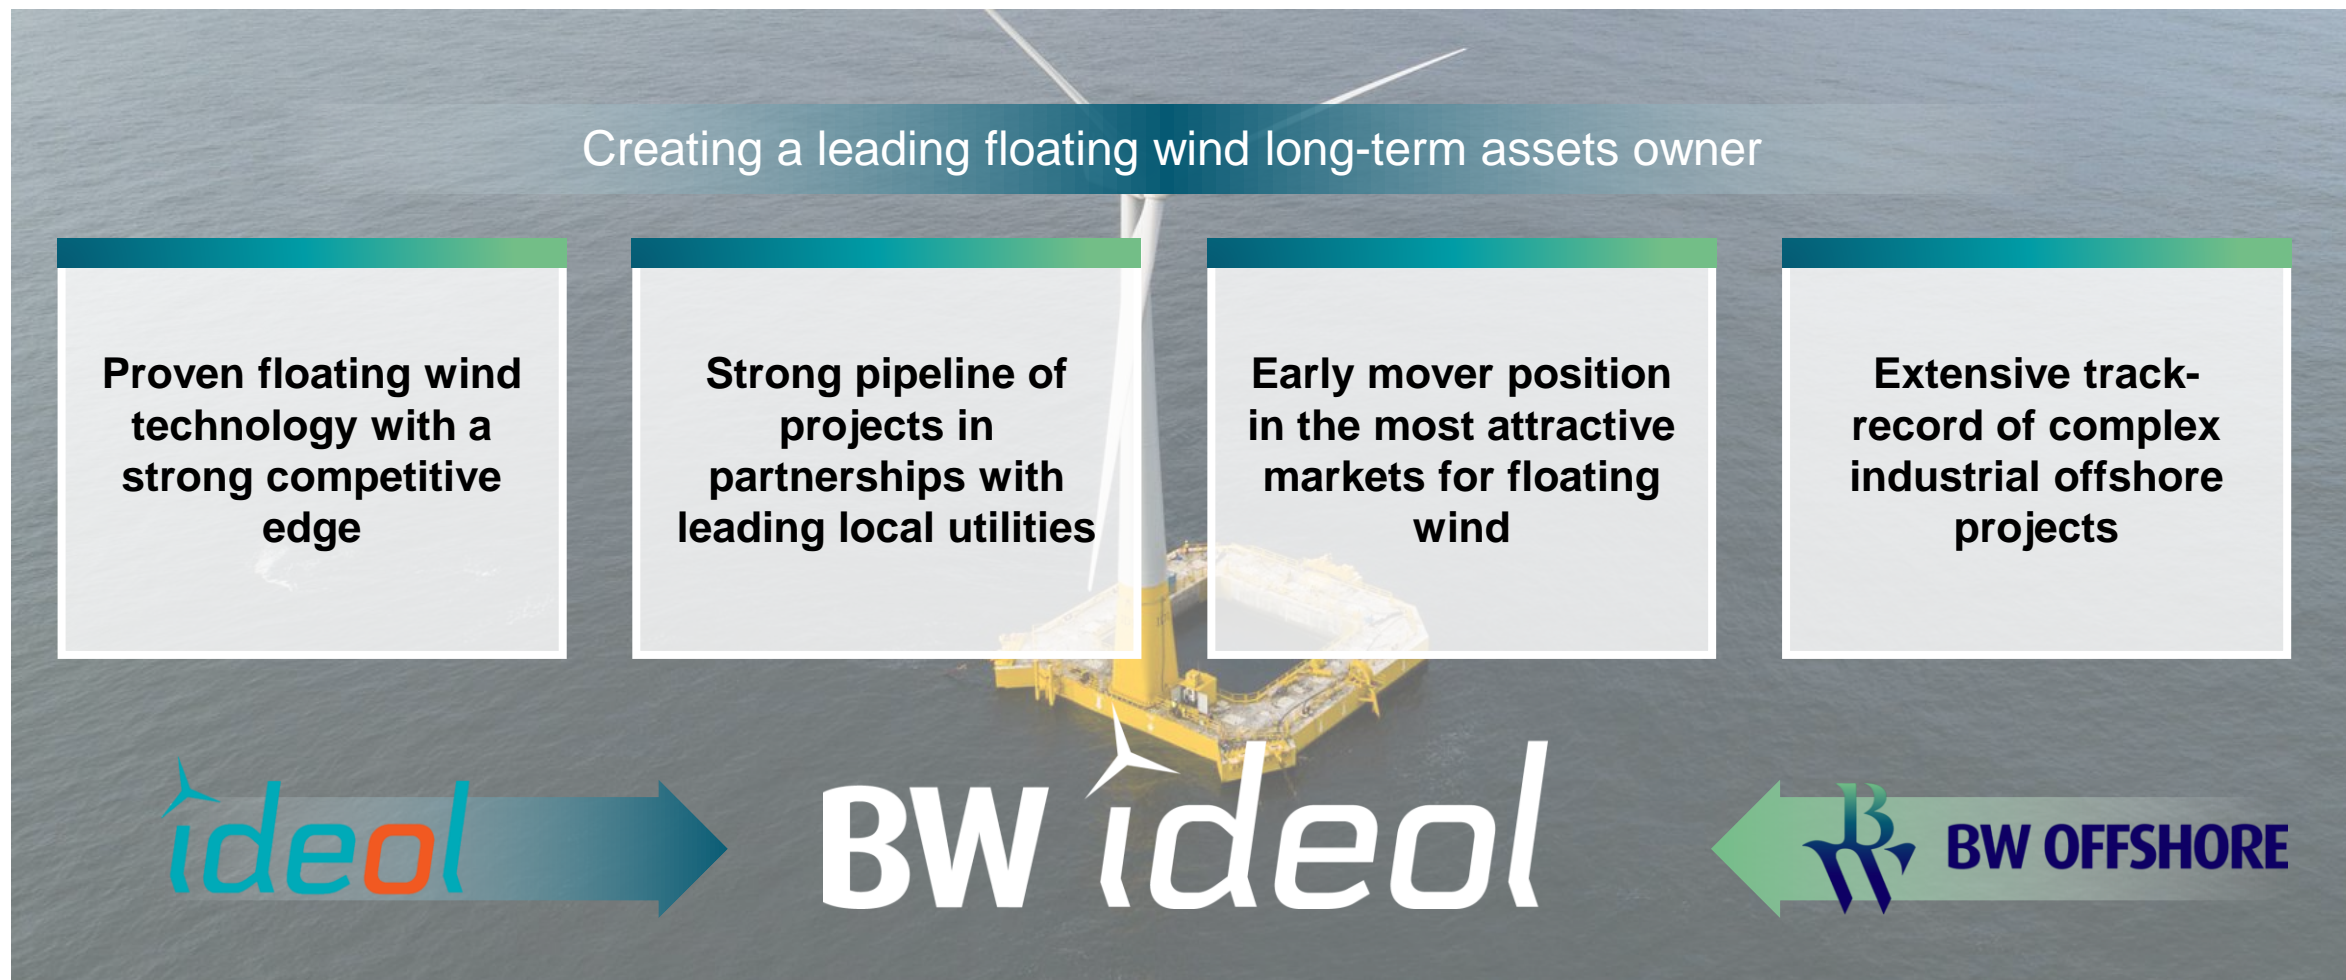 Creating a leading floating wind long-term assets owner
Proven floating wind
technology with a
strong competitive
edge
Strong pipeline of
projects in
partnerships with
leading local utilities
Early mover position
in the most attractive
markets for floating
wind
Extensive track-
record of complex
industrial offshore
projects
ideol
BW ideol
BW OFFSHORE